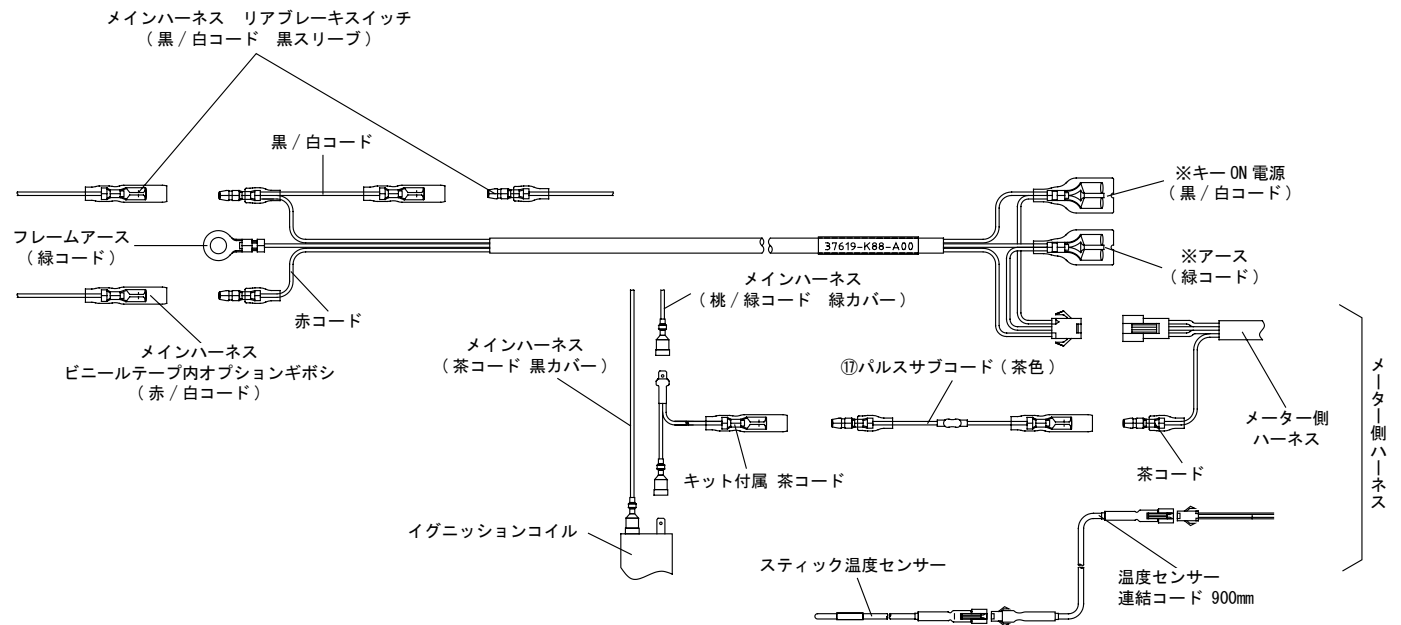 メインハーネス　リアブレーキスイッチ
( 黒 / 白コード　黒スリーブ )
黒 / 白コード
※キー ON 電源
( 黒 / 白コード )
フレームアース
( 緑コード )
37619-K88-A00
※アース
( 緑コード )
赤コード
メインハーネス
( 桃 / 緑コード　緑カバー )
メインハーネス
ビニールテープ内オプションギボシ
( 赤 / 白コード )
メインハーネス
( 茶コード 黒カバー )
⑰パルスサブコード ( 茶色 )
メーター側
ハーネス
メーター側ハーネス
キット付属 茶コード
茶コード
イグニッションコイル
スティック温度センサー
温度センサー
連結コード 900mm